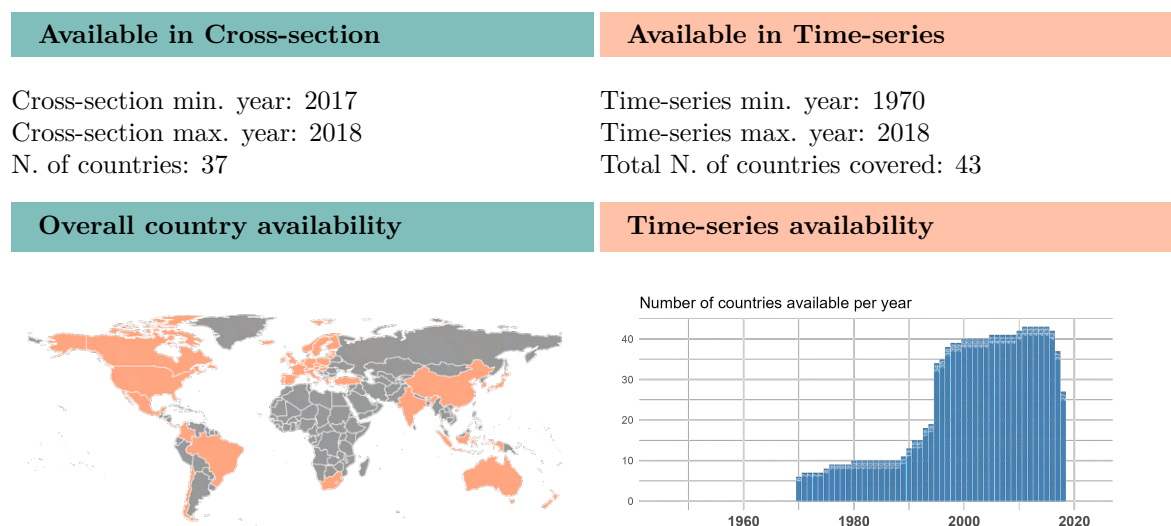 Available in Cross-section
Available in Time-series
Cross-section min. year: 2017
Cross-section max. year: 2018
N. of countries: 37
Time-series min. year: 1970
Time-series max. year: 2018
Total N. of countries covered: 43
Overall country availability
Time-series availability
Number of countries available per year
40
30
20
10
0
1960
1980
2000
2020